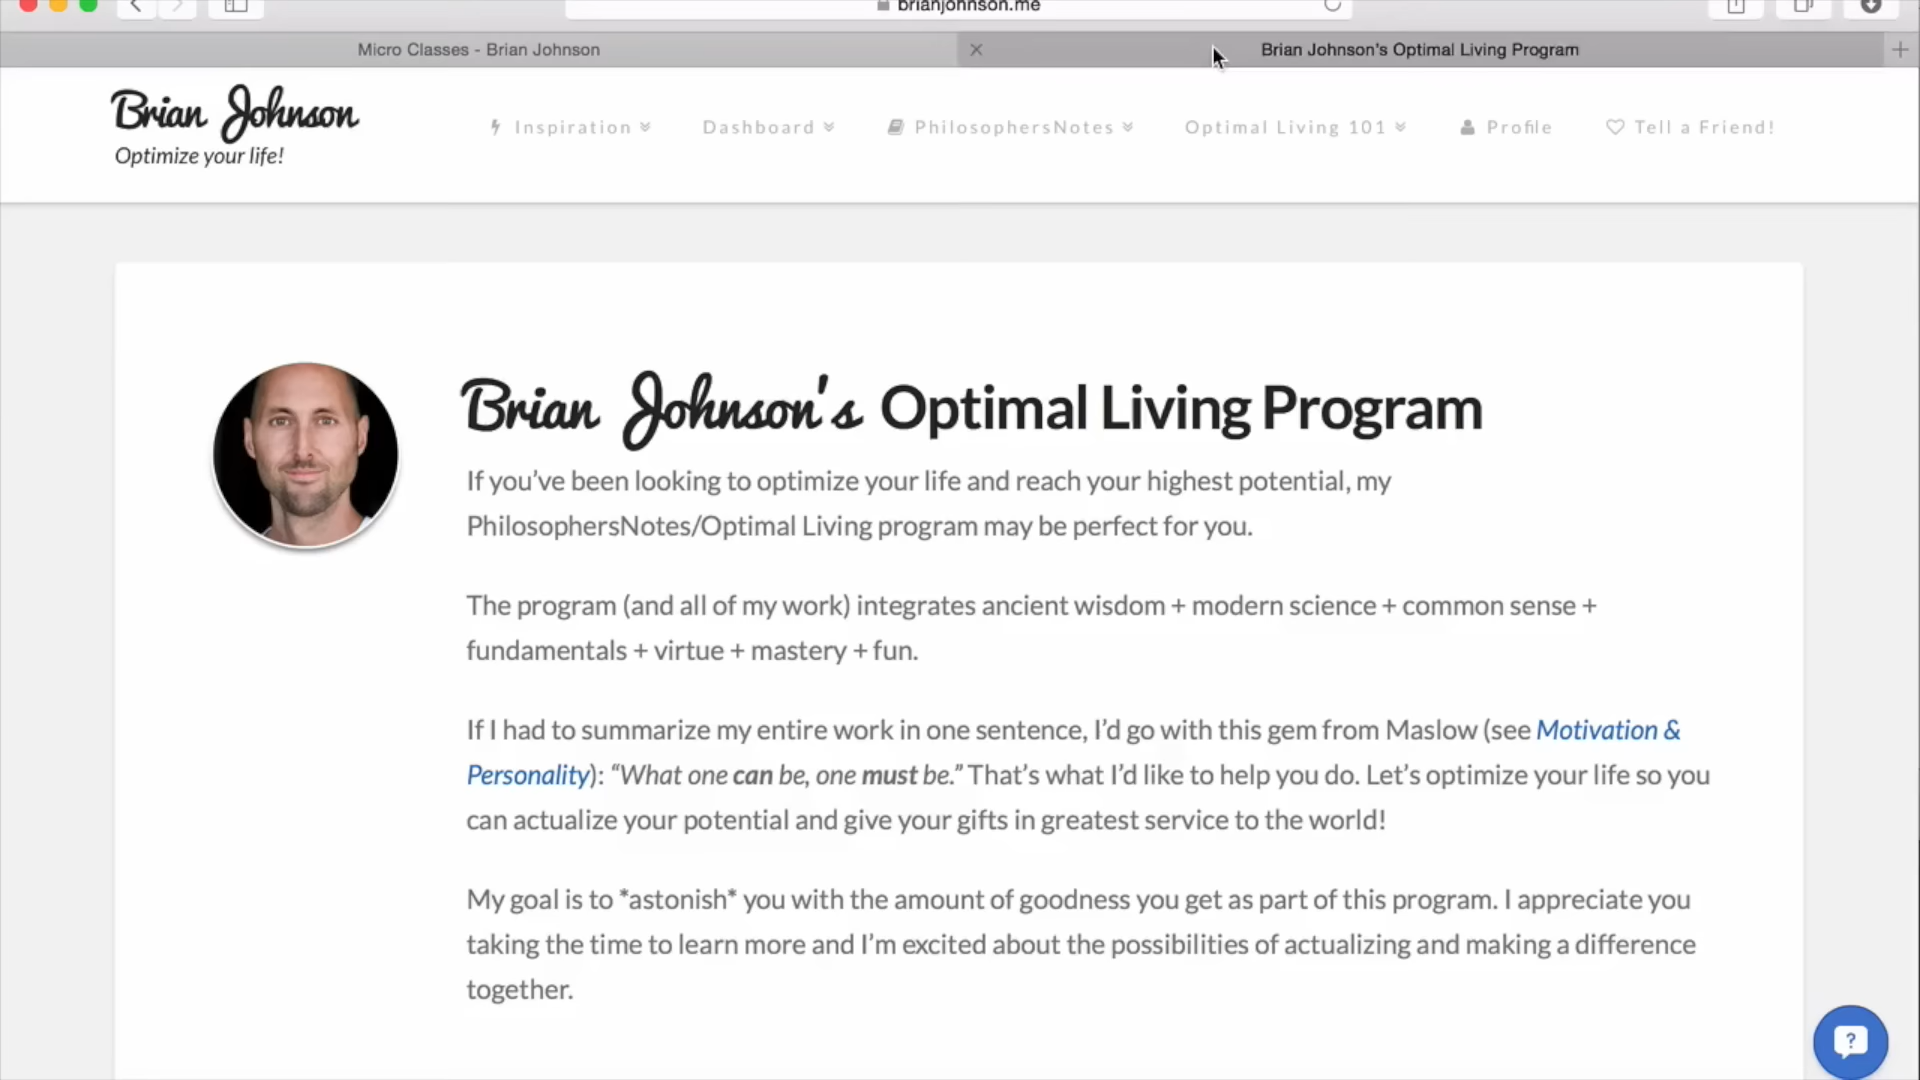 brianjohnson.me
Micro Classes - Brian Johnson
Brian Johnson's Optimal Living Program
Brian Johnson
Optimize your life!
Inspiration
Dashboard
PhilosophersNotes
Optimal Living 101
Profile
Tell a Friend!
Brian Johnson's Optimal Living Program
If you've been looking to optimize your life and reach your highest potential, my
PhilosophersNotes/Optimal Living program may be perfect for you.
The program (and all of my work) integrates ancient wisdom + modern science + common sense +
fundamentals + virtue + mastery + fun.
If I had to summarize my entire work in one sentence, I'd go with this gem from Maslow (see Motivation &
Personality): “What one can be, one must be.” That's what I'd like to help you do. Let's optimize your life so you
can actualize your potential and give your gifts in greatest service to the world!
My goal is to *astonish* you with the amount of goodness you get as part of this program. I appreciate you
taking the time to learn more and I'm excited about the possibilities of actualizing and making a difference
together.
?